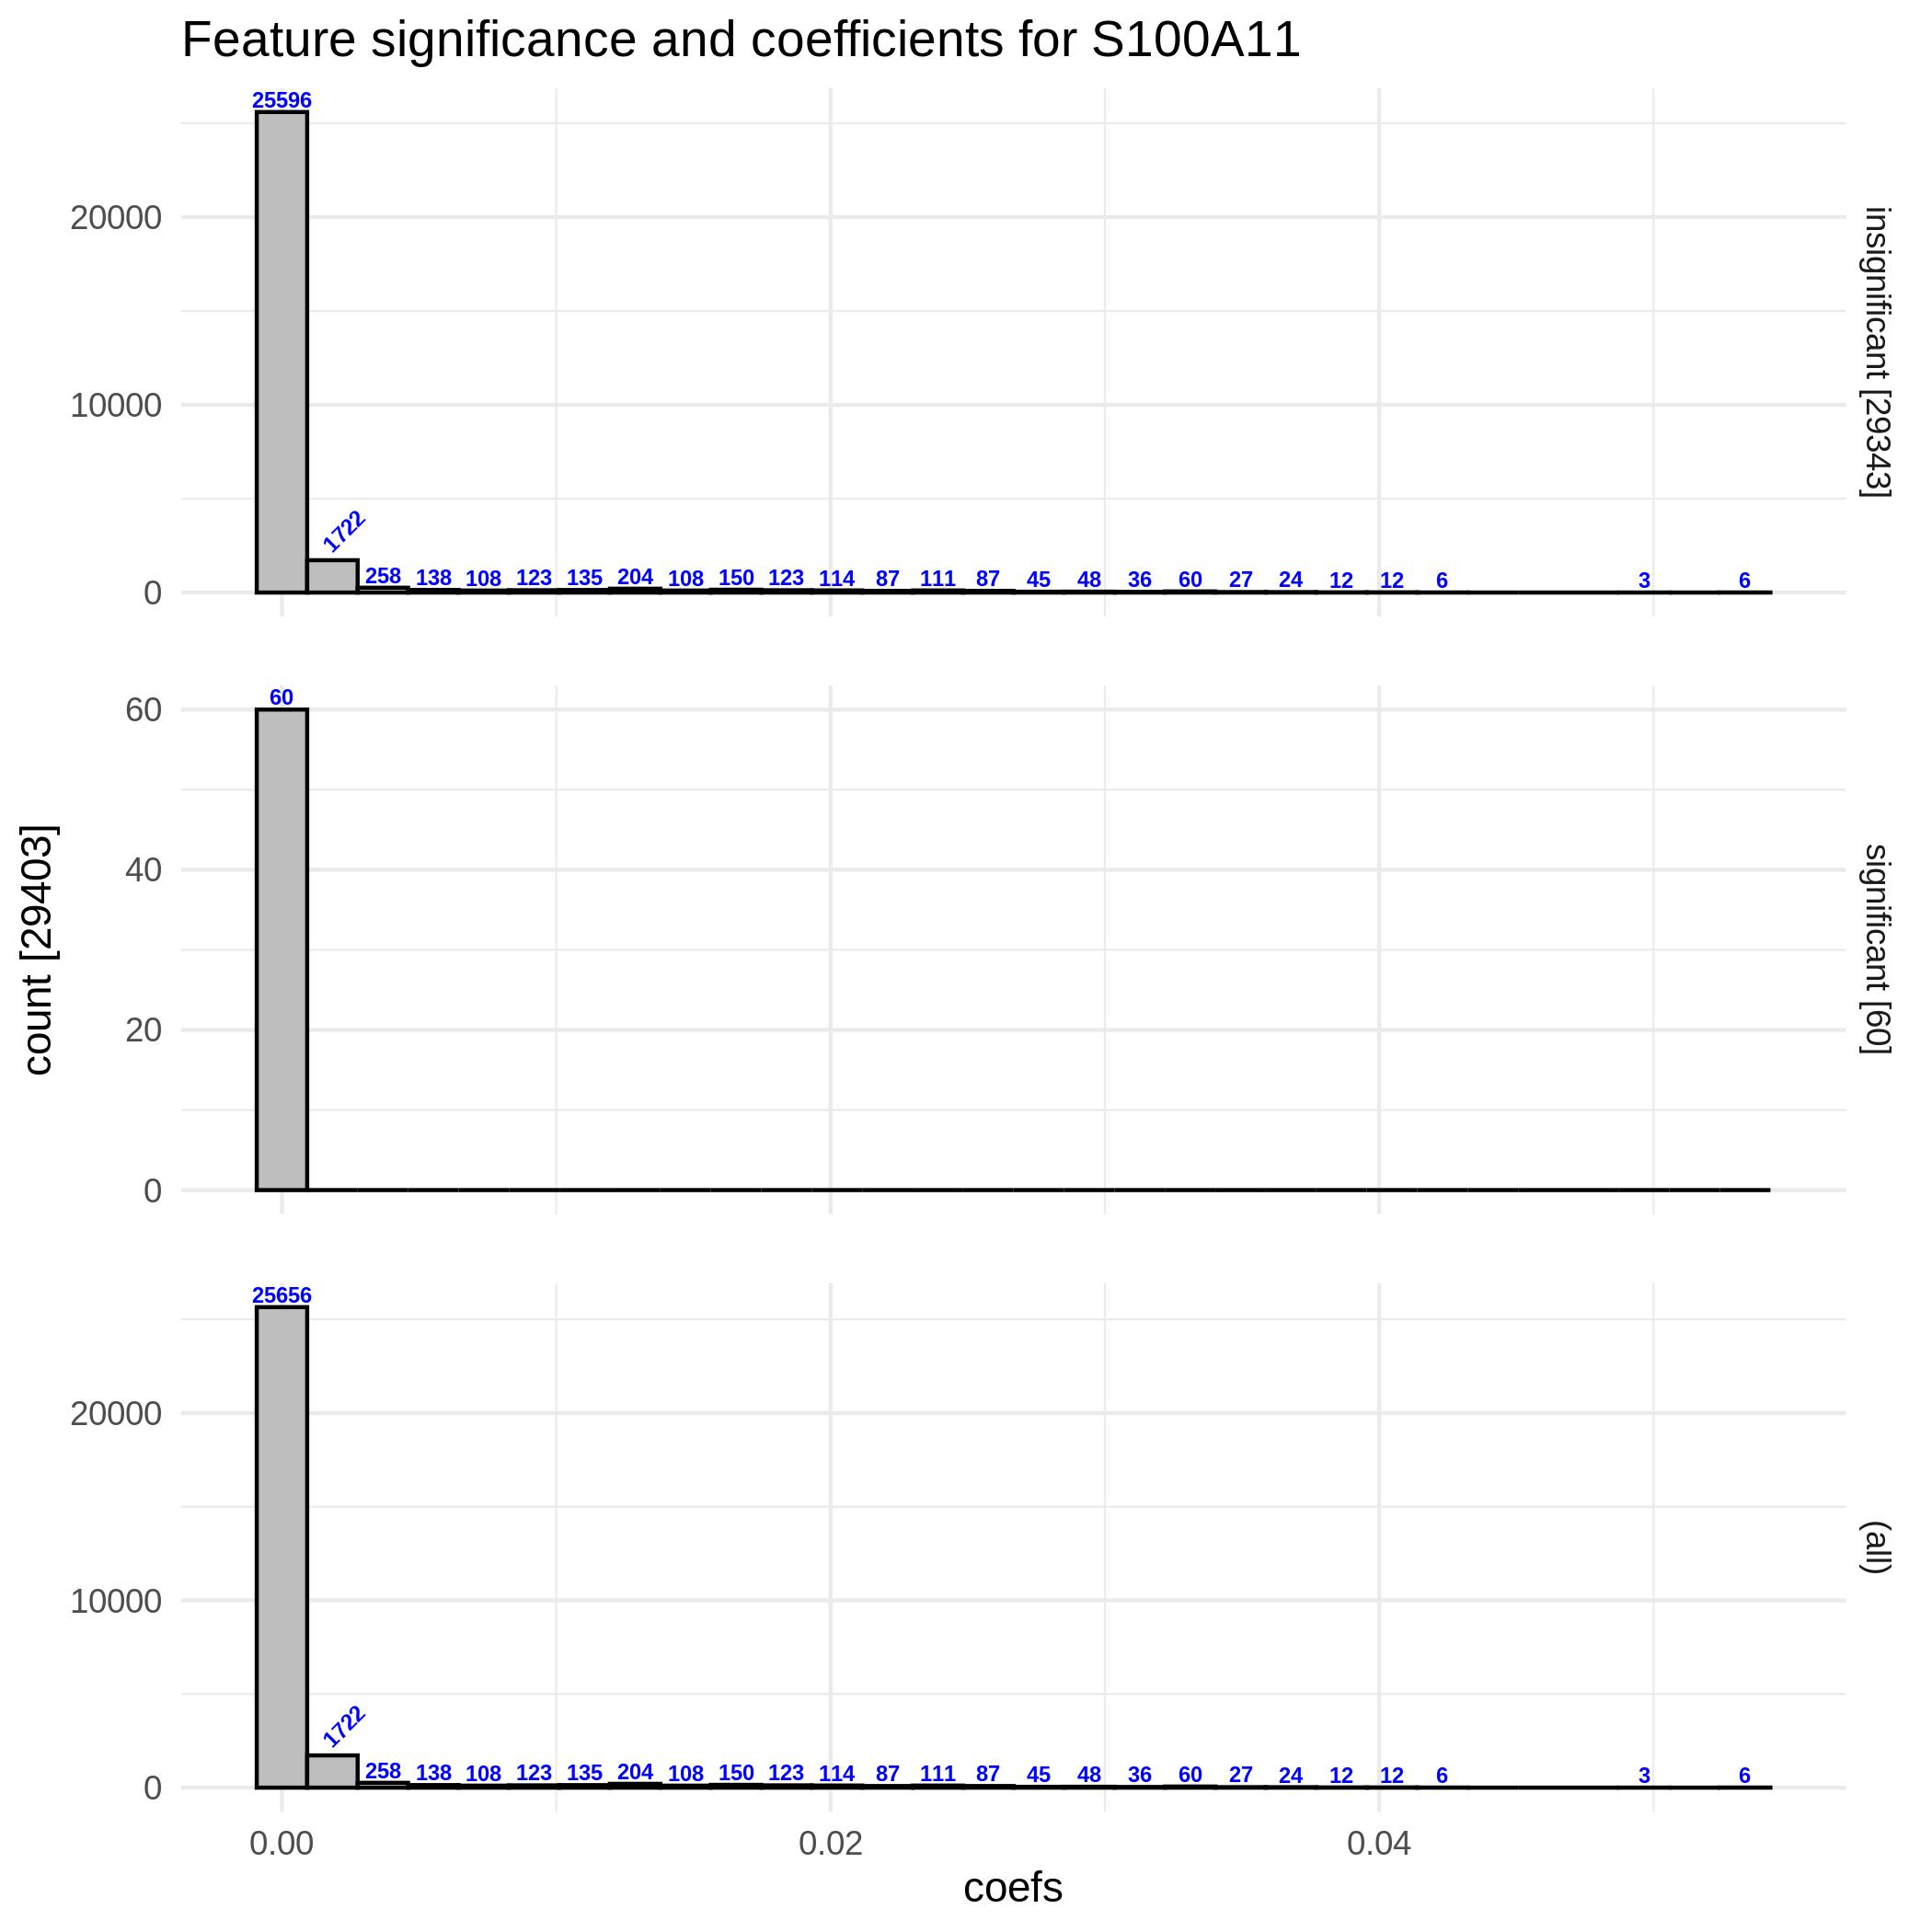 Feature significance and coefficients for S100A11
25596
20000
10000
0
1722
258 138 108 123 135 204 108 150 123 114 87 111 87 45 48 36 60 27 24 12 12 6 3 6
insignificant [29343]
count [29403]
60
60
40
20
0
significant [60]
25656
20000
10000
0
1722
258 138 108 123 135 204 108 150 123 114 87 111 87 45 48 36 60 27 24 12 12 6 3 6
(all)
0.00 0.02 0.04
coefs